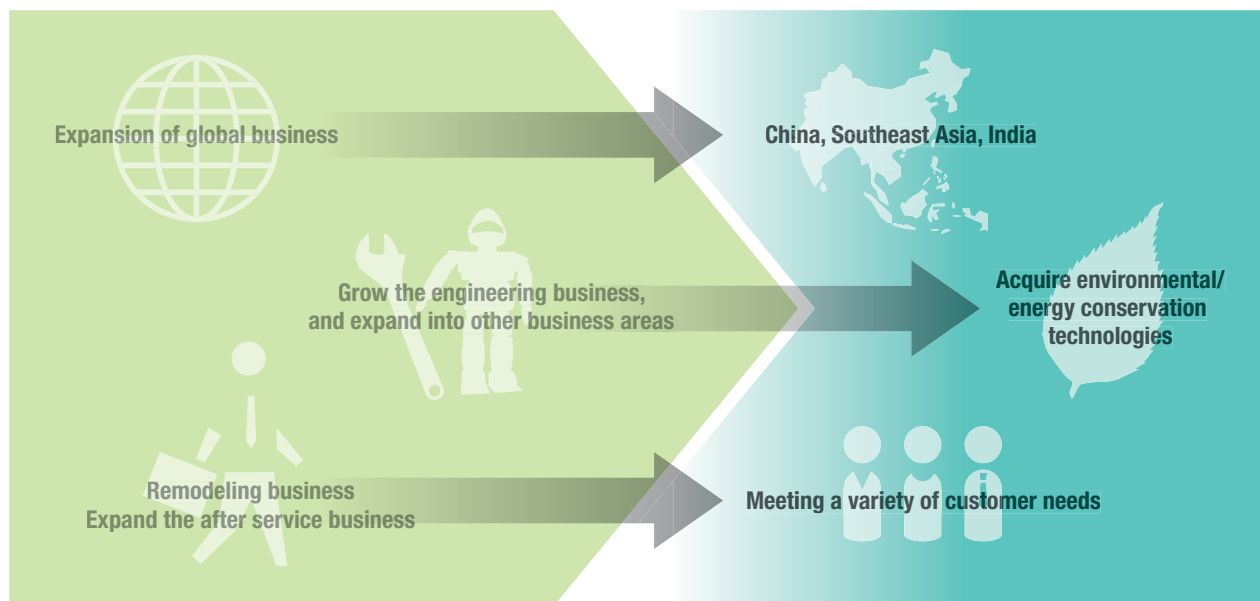 Expansion of global business
China, Southeast Asia, India
Grow the engineering business,
and expand into other business areas
Acquire environmental/
energy conservation
technologies
Remodeling business
Expand the after service business
Meeting a variety of customer needs